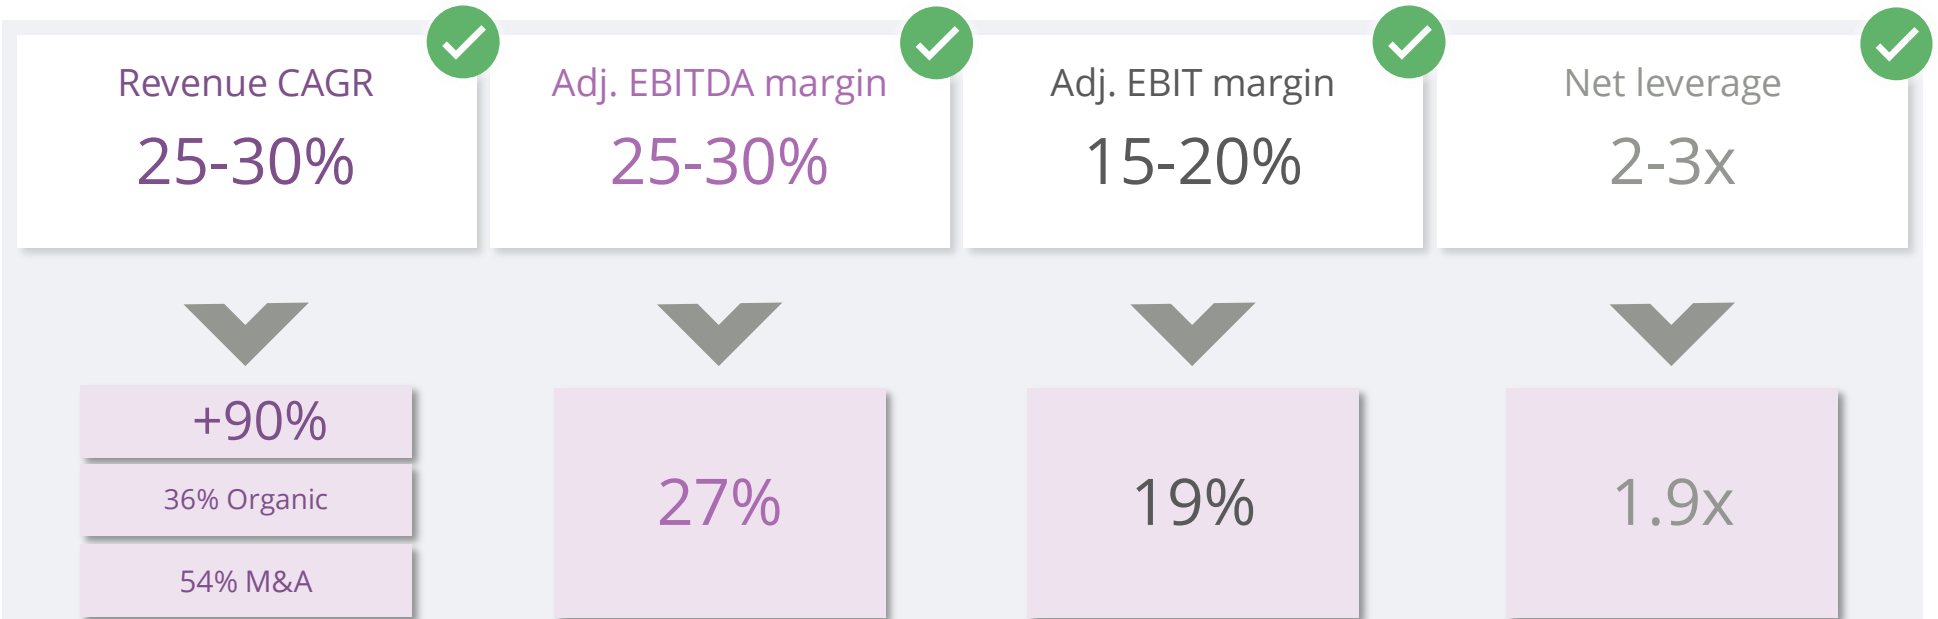 Revenue CAGR
25-30%
Adj. EBITDA margin
25-30%
Adj. EBIT margin
15-20%
Net leverage
2-3x
+90%
36% Organic
54% M&A
27%
19%
1.9x